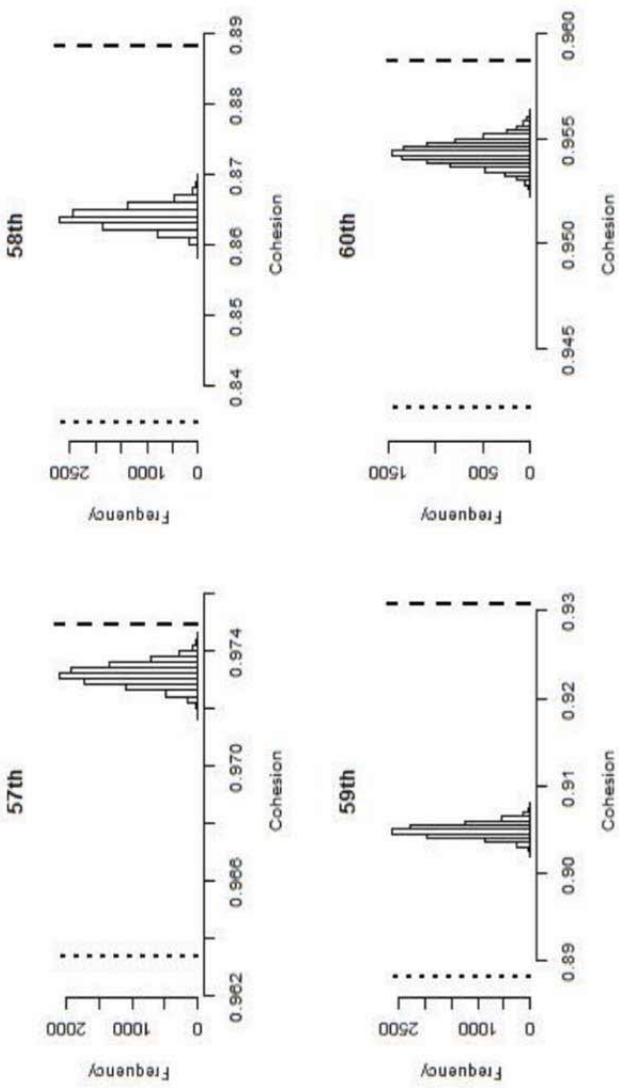 57th
Frequency
2000
1000
0
0.962
0.966
0.970
0.974
Cohesion
58th
Frequency
2500
1000
0
0.84
0.85
0.86
0.87
0.88
0.89
Cohesion
59th
Frequency
2500
1000
0
0.89
0.90
0.91
0.92
0.93
Cohesion
60th
Frequency
1500
500
0
0.945
0.950
0.955
0.960
Cohesion